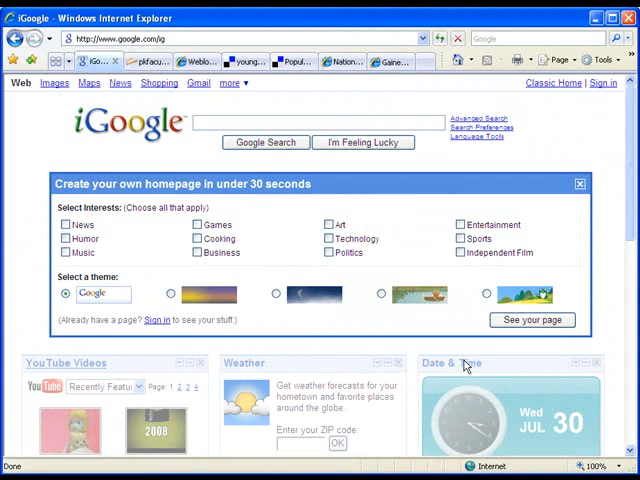 iGoogle - Windows Internet Explorer
http://www.google.com/ig
Google
iGo... pkfacu... Weblo... young... Popul... Nation... Gaine... Page Tools
Web Images Maps News Shopping Gmail more Classic Home | Sign in
iGoogle
Advanced Search
Search Preferences
Language Tools
Google Search I'm Feeling Lucky
Create your own homepage in under 30 seconds
Select Interests: (Choose all that apply)
News Games Art Entertainment
Humor Cooking Technology Sports
Music Business Politics Independent Film
Select a theme:
Google
(Already have a page? Sign in to see your stuff.) See your page
YouTube Videos Weather Date & Time
YouTube Recently Featur Page: 1 2 3 4
2008
Get weather forecasts for your
hometown and favorite places
around the globe.
Enter your ZIP code:
OK
Wed
JUL 30
Done Internet 100%